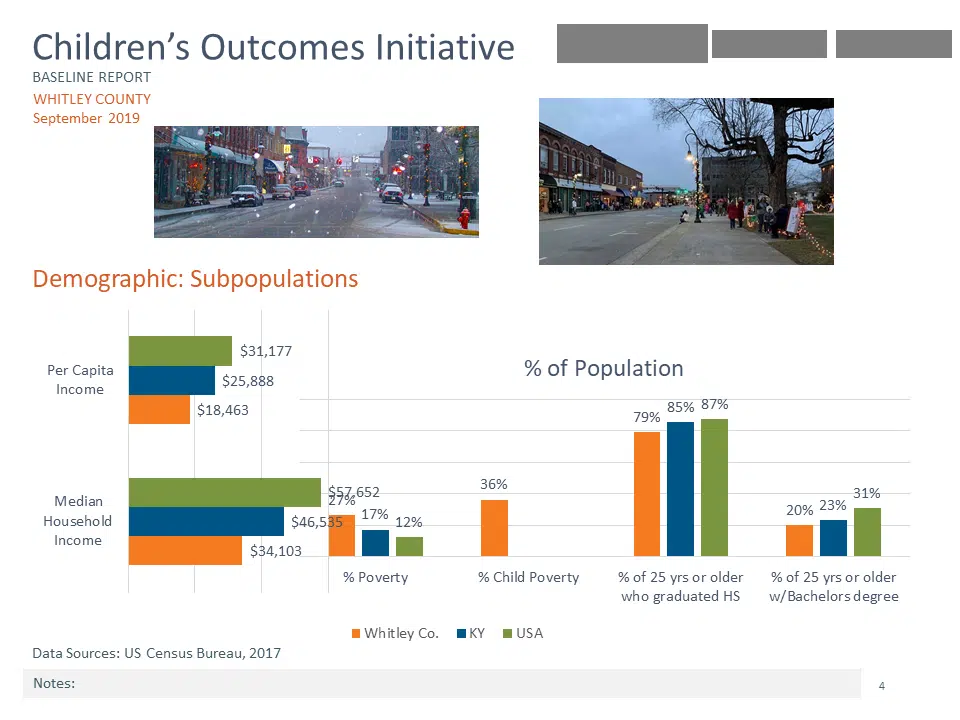 Children’s Outcomes Initiative
BASELINE REPORT
WHITLEY COUNTY
September 2019
Demographic: Subpopulations
Per Capita
Income
$31,177
$25,888
$18,463
Median
Household
Income
$57,652
$46,535
$34,103
% of Population
27%
17%
12%
36%
79%
85%
87%
20%
23%
31%
% Poverty
% Child Poverty
% of 25 yrs or older
who graduated HS
% of 25 yrs or older
w/Bachelors degree
Whitley Co.
KY
USA
Data Sources: US Census Bureau, 2017
Notes:
4